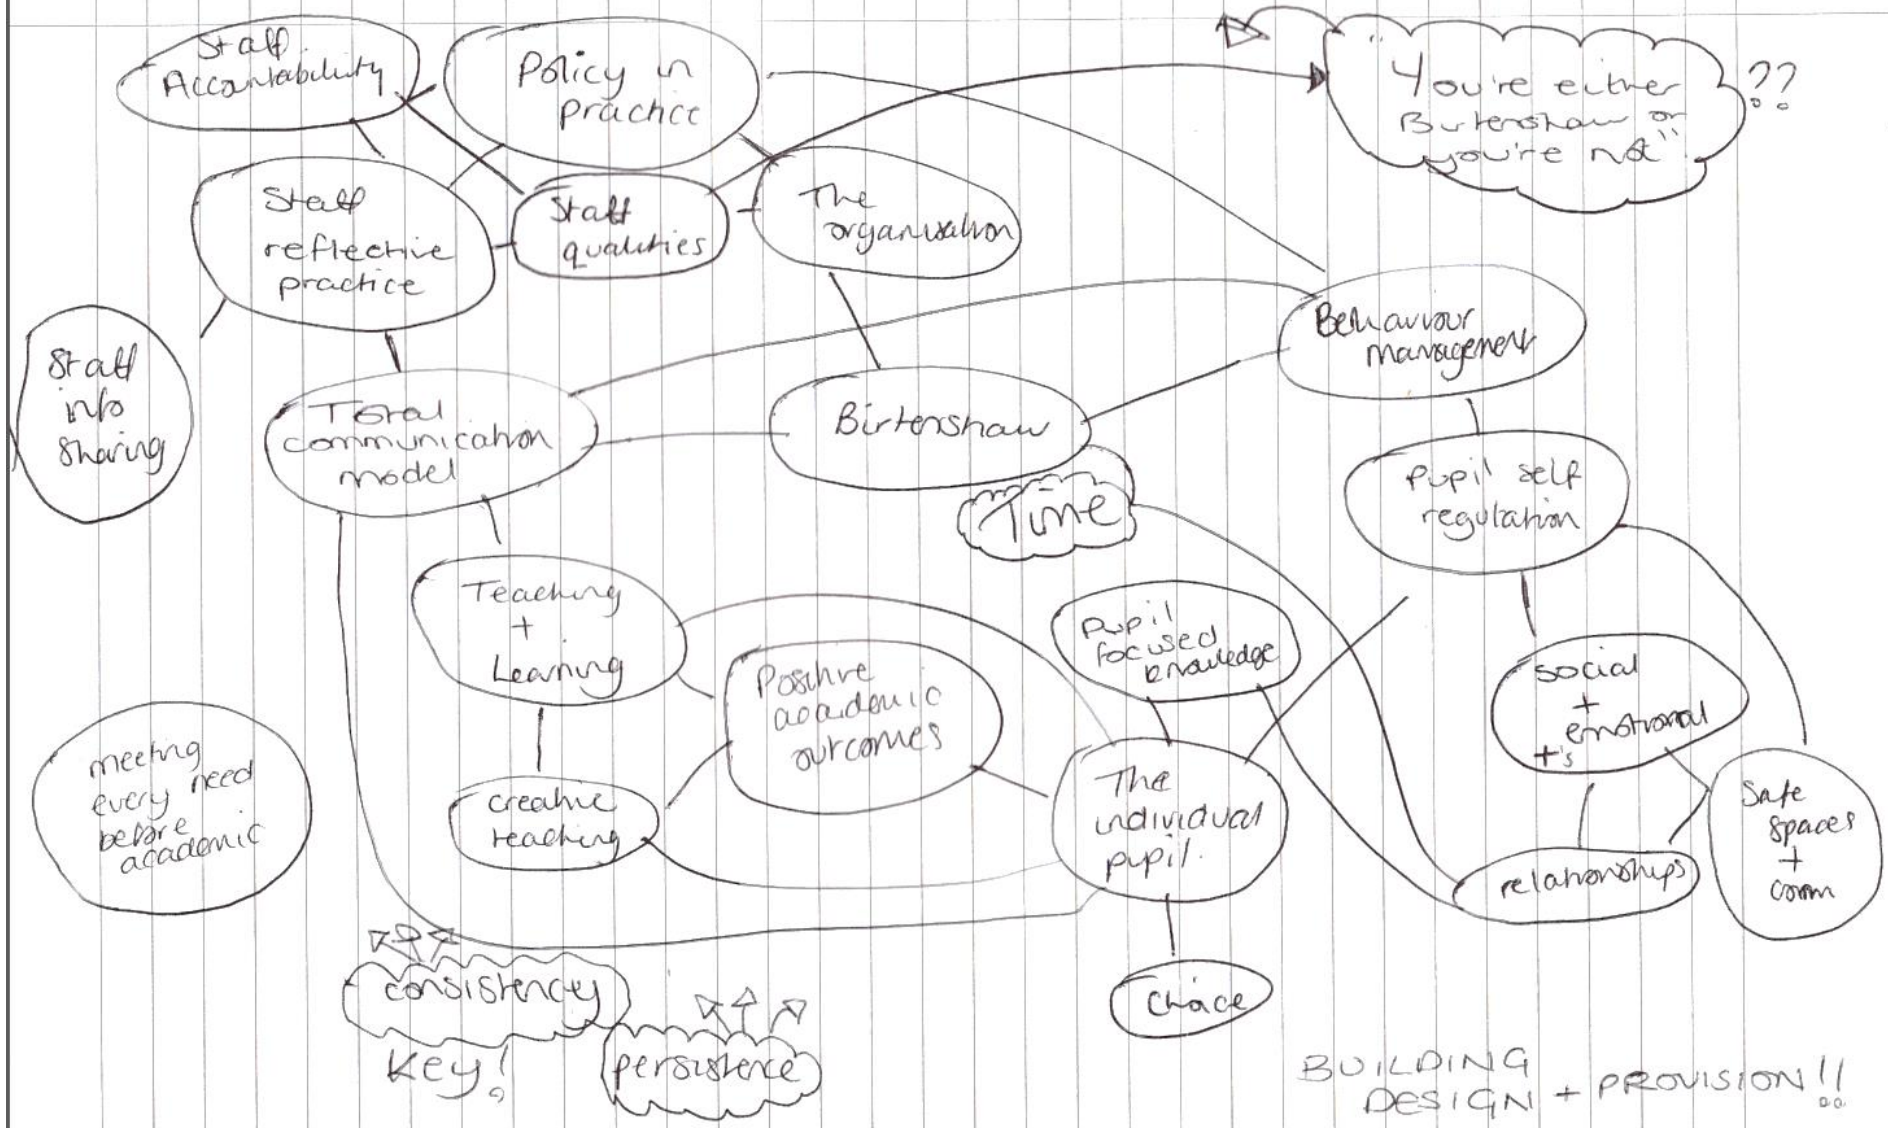 Staff
Accountability
Policy in
practice
"You're either
Birtenshaw or
you're not"
??
Staff
reflective
practice
Staff
qualities
The
organisation
Behaviour
management
Staff
info
sharing
Total
communication
model
Birtenshaw
Time
Pupil self
regulation
Teaching
+
Learning
Positive
academic
outcomes
Pupil
focused
knowledge
social
+
emotional
+'s
meeting
every need
before
academic
creative
teaching
The
individual
pupil.
Safe
spaces
+
comm
relationships
consistency
Key!
persistence
Choice
BUILDING
DESIGN + PROVISION!!